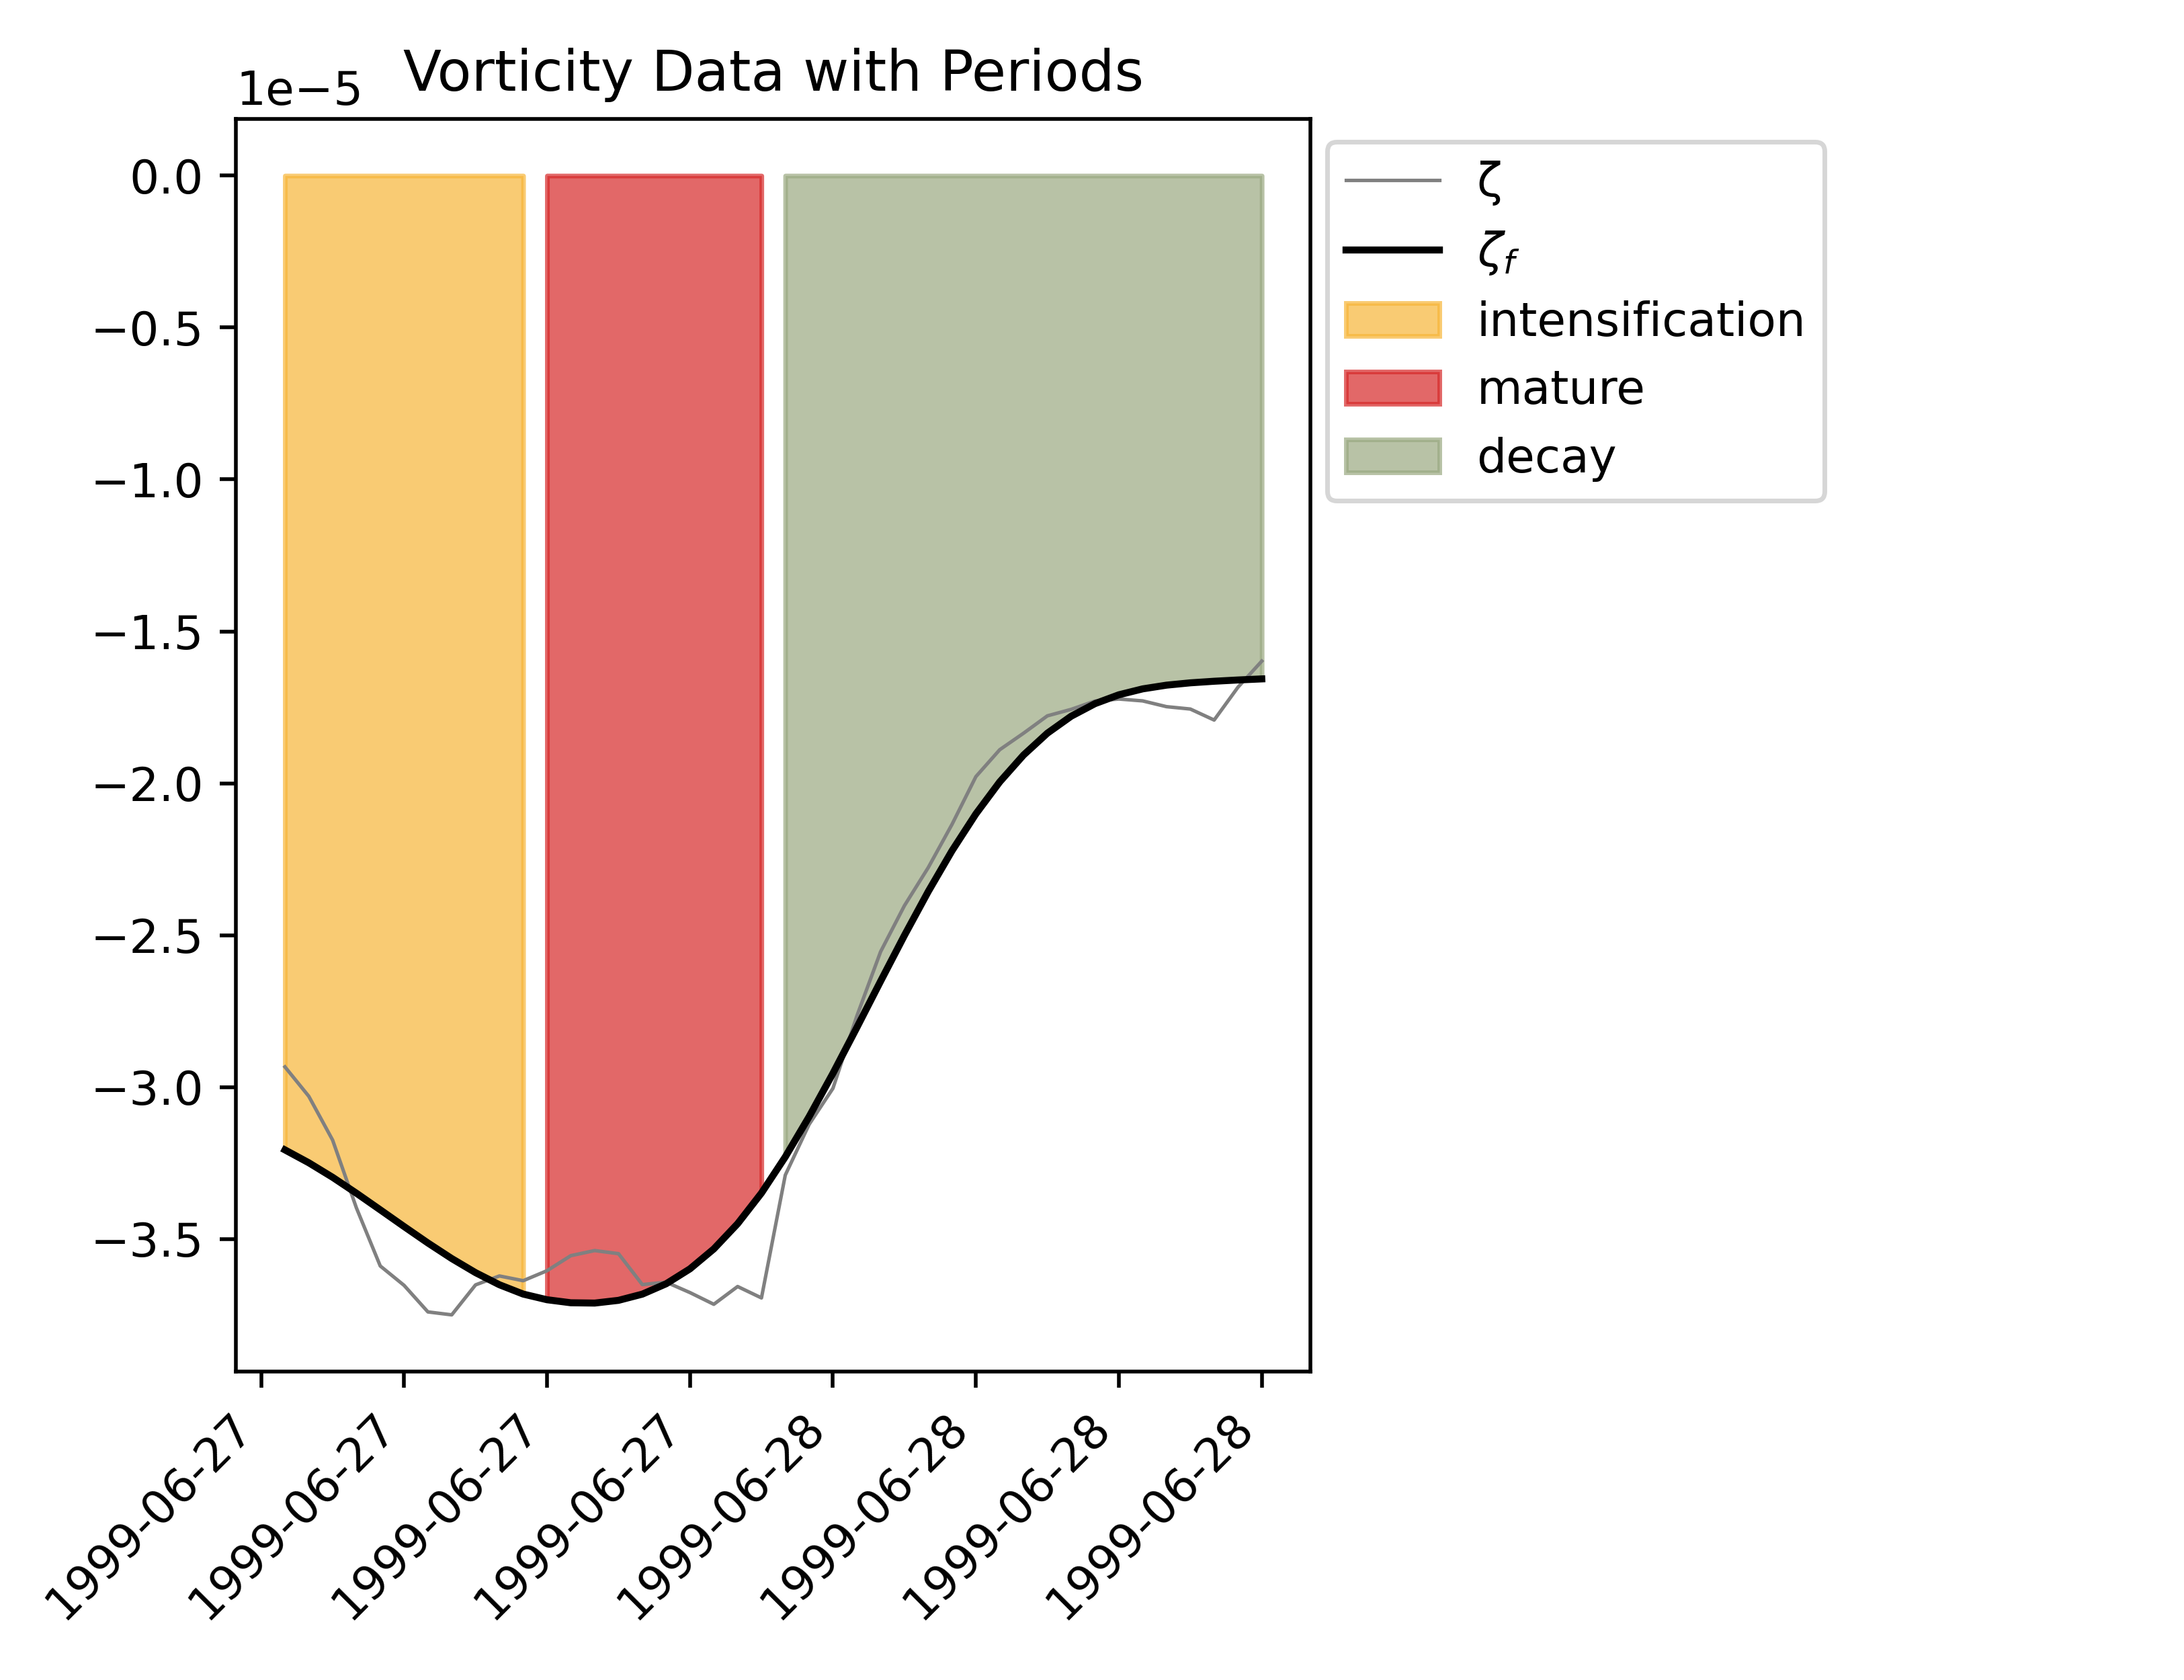 Vorticity Data with Periods
1e−5
0.0
−0.5
−1.0
−1.5
−2.0
−2.5
−3.0
−3.5
1999-06-27
1999-06-27
1999-06-27
1999-06-27
1999-06-28
1999-06-28
1999-06-28
1999-06-28
ζ
ζf
intensification
mature
decay